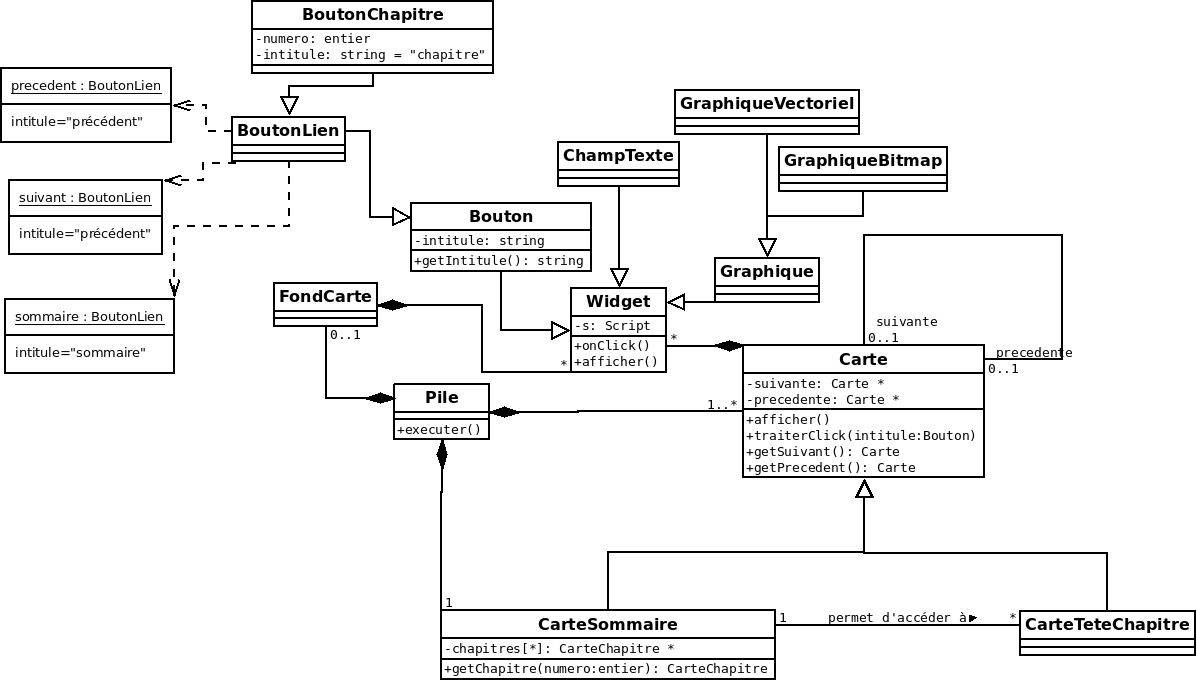 BoutonChapitre
-numero: entier
-intitule: string = "chapitre"
precedent : BoutonLien
intitule="précédent"
BoutonLien
suivant : BoutonLien
intitule="précédent"
sommaire : BoutonLien
intitule="sommaire"
GraphiqueVectoriel
ChampTexte
GraphiqueBitmap
Bouton
-intitule: string
+getIntitule(): string
Graphique
FondCarte
0..1
Widget
-s: Script
+onClick()
+afficher()
*
*
suivante
0..1
precedente
0..1
Carte
-suivante: Carte *
-precedente: Carte *
+afficher()
+traiterClick(intitule:Bouton)
+getSuivant(): Carte
+getPrecedent(): Carte
Pile
+executer()
1..*
1
CarteSommaire
-chapitres[*]: CarteChapitre *
+getChapitre(numero:entier): CarteChapitre
1
permet d'accéder à
*
CarteTeteChapitre